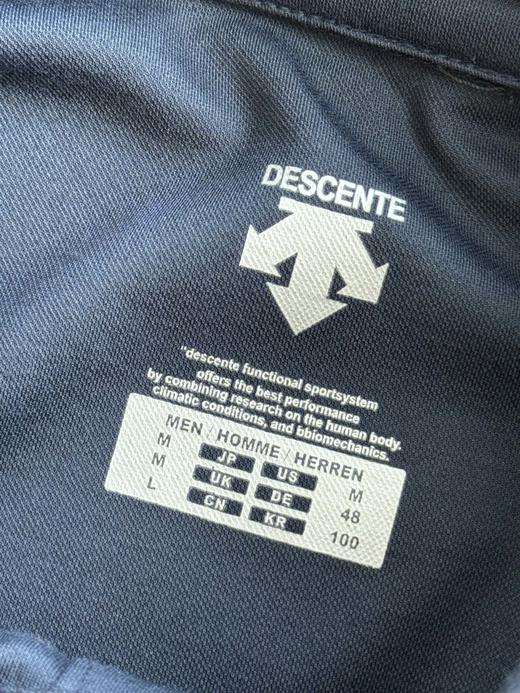 DESCENTE
"descente functional sportsystem
offers the best performance
by combining research on the human body.
climatic conditions, and bbiomechanics.
MEN / HOMME / HERREN
M JP US M
M UK DE 48
L CN KR 100